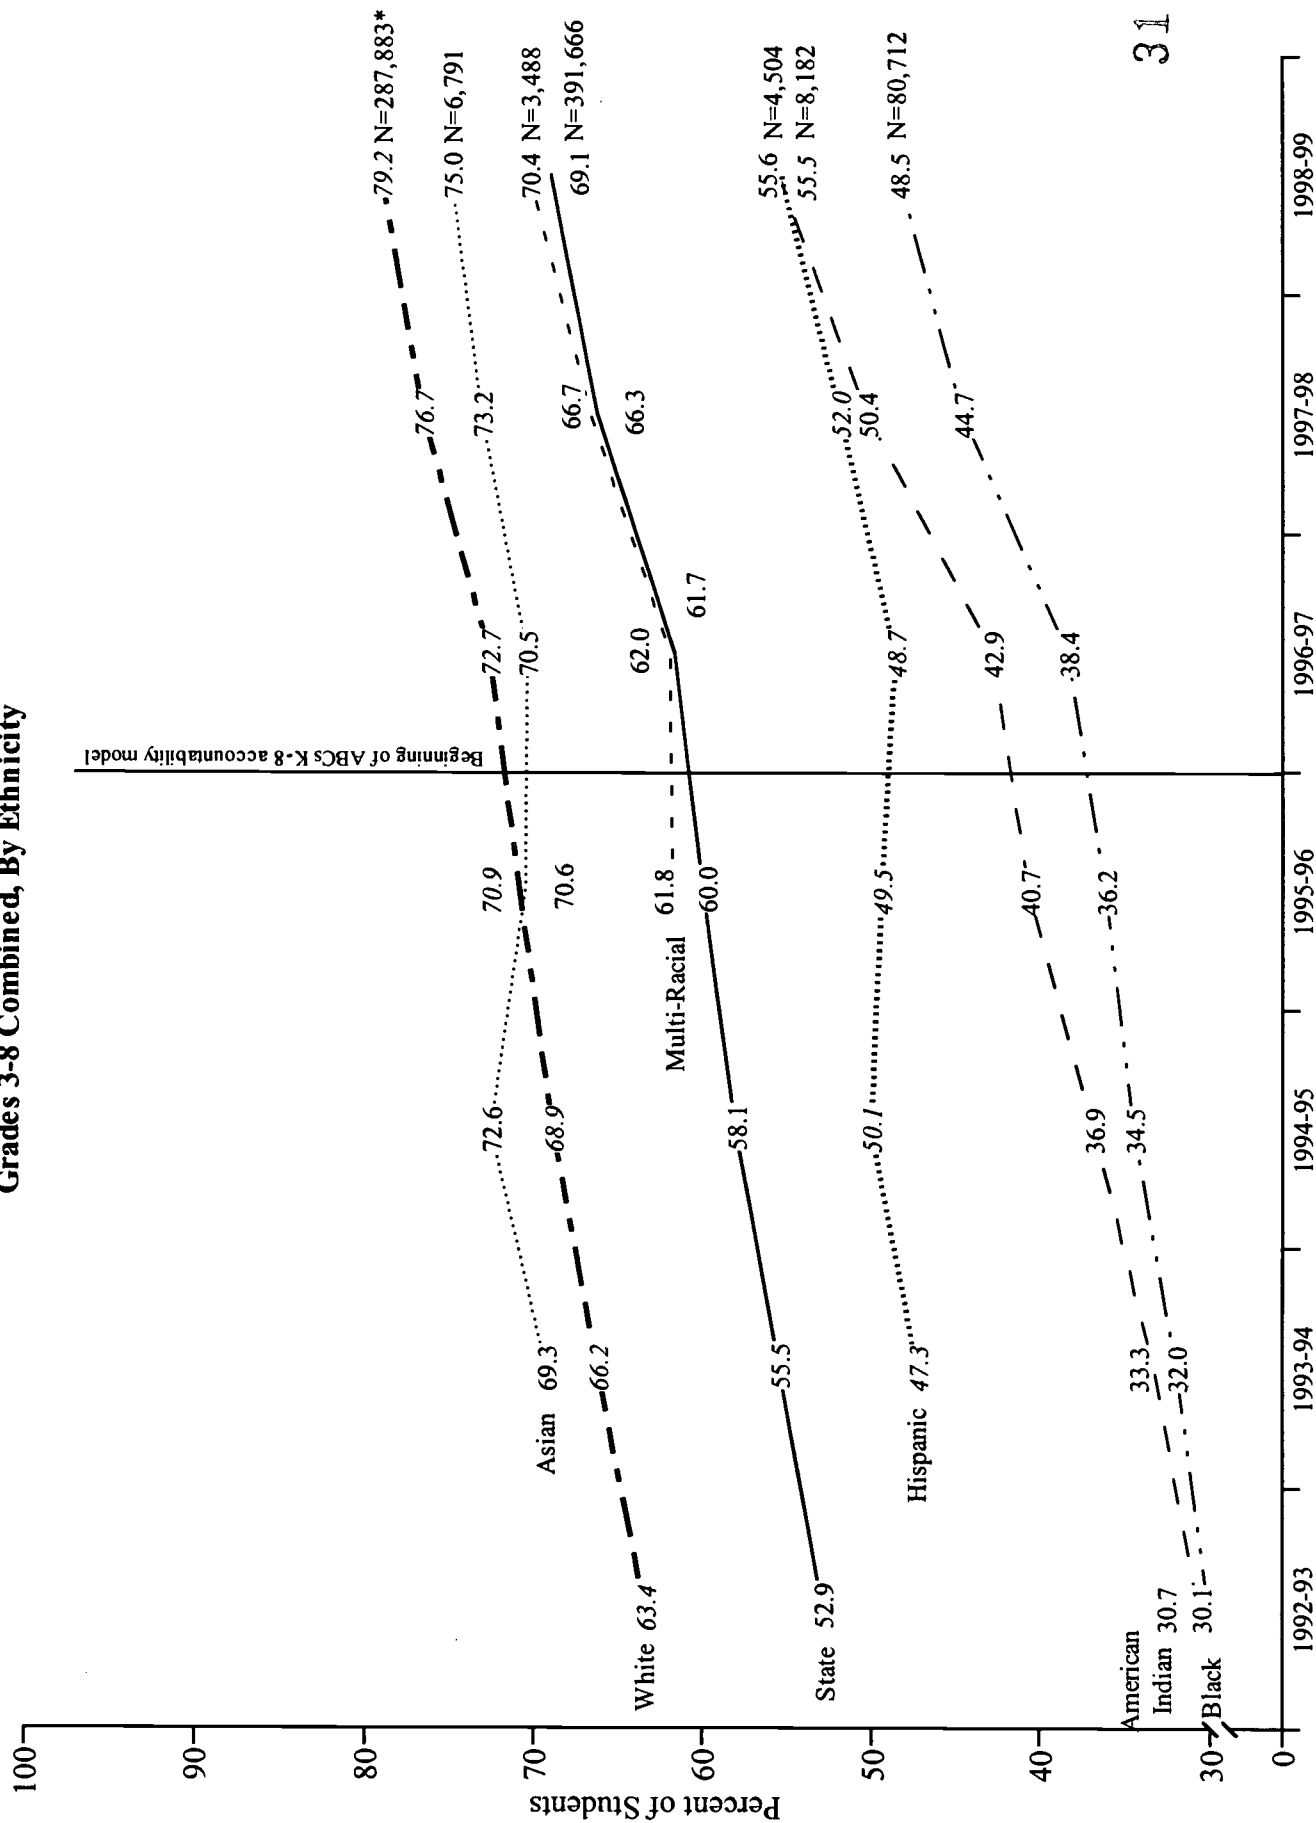 Grades 3-8 Combined, By Ethnicity
Percent of Students
100
90
80
70
60
50
40
30
0
Beginning of ABCs K-8 accountability model
White 63.4 66.2 68.9 70.9 72.7 76.7 79.2 N=287,883*
Asian 69.3 72.6 70.6 70.5 73.2 75.0 N=6,791
Multi-Racial 61.8 62.0 66.7 70.4 N=3,488
State 52.9 55.5 58.1 60.0 61.7 66.3 69.1 N=391,666
Hispanic 47.3 50.1 49.5 48.7 52.0 55.6 N=4,504
55.5 N=8,182
American
Indian 30.7 33.3 36.9 40.7 42.9 50.4
Black 30.1 32.0 34.5 36.2 38.4 44.7 48.5 N=80,712
1992-93 1993-94 1994-95 1995-96 1996-97 1997-98 1998-99
31